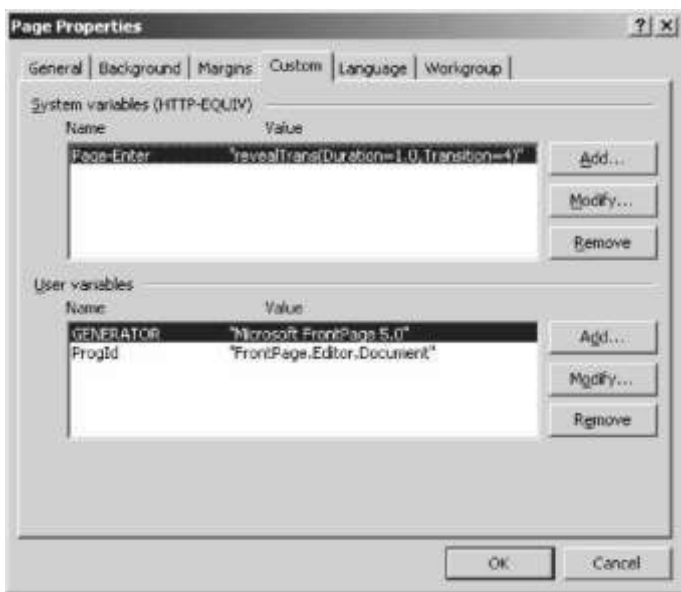 Page Properties
General Background Margins Custom Language Workgroup
System variables (HTTP-EQUIV)
Name Value
Page-Enter "revealTrans(Duration=1.0,Transition=4)"
Add...
Modify...
Remove
User variables
Name Value
GENERATOR "Microsoft FrontPage 5.0"
ProgId "FrontPage.Editor.Document"
Add...
Modify...
Remove
OK Cancel